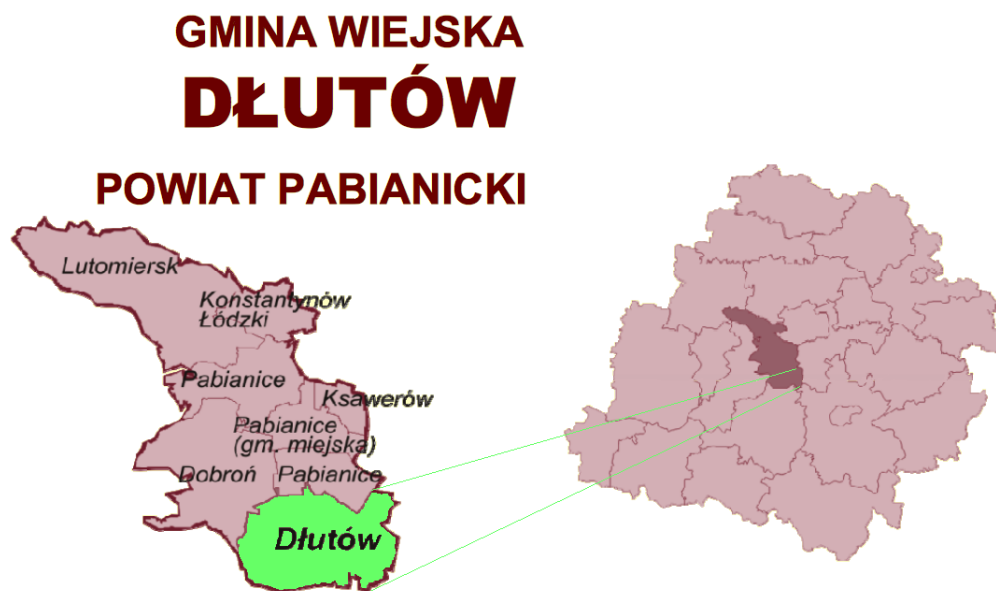 GMINA WIEJSKA
DŁUTÓW
POWIAT PABIANICKI
Lutomiersk
Konstantynów
Łódzki
Pabianice
Ksawerów
Pabianice
(gm. miejska)
Dobroń
Pabianice
Dłutów